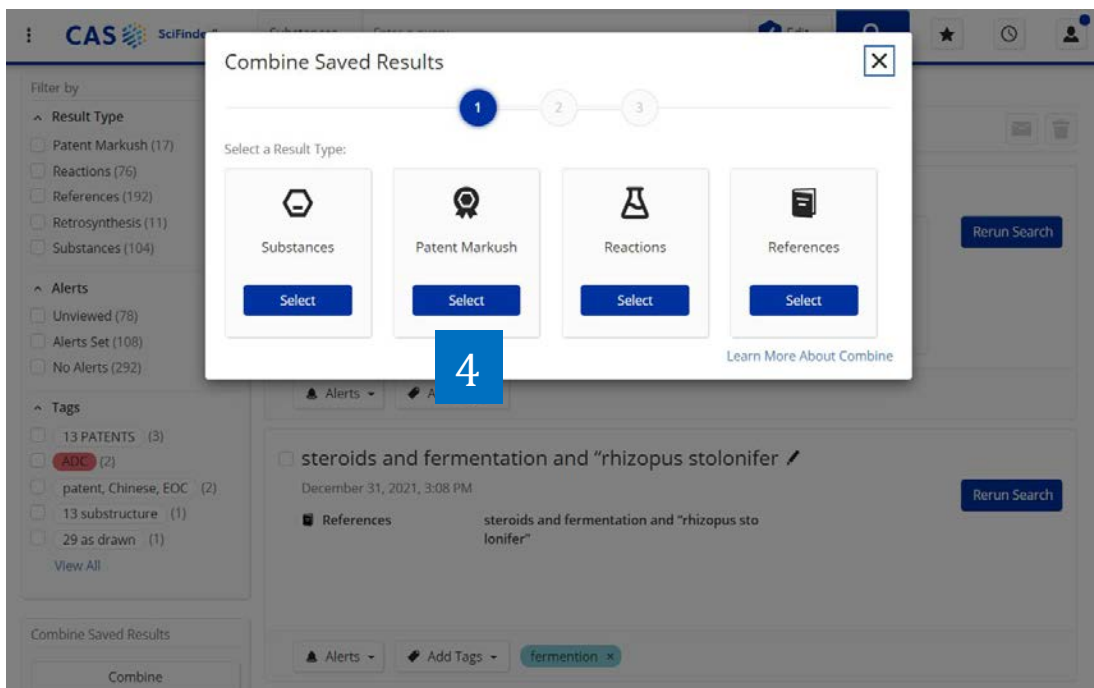 CAS SciFinde
Combine Saved Results
1 2 3
Select a Result Type:
Substances Patent Markush Reactions References
Select Select Select Select
Learn More About Combine
4
Filter by
Result Type
Patent Markush (17)
Reactions (76)
References (192)
Retrosynthesis (11)
Substances (104)
Alerts
Unviewed (78)
Alerts Set (108)
No Alerts (292)
Tags
13 PATENTS (3)
ADC (2)
patent, Chinese, EOC (2)
13 substructure (1)
29 as drawn (1)
View All
Combine Saved Results
Combine
Rerun Search
Alerts
steroids and fermentation and “rhizopus stolonifer
December 31, 2021, 3:08 PM
Rerun Search
References
steroids and fermentation and “rhizopus sto
lonifer”
Alerts Add Tags fermention ×